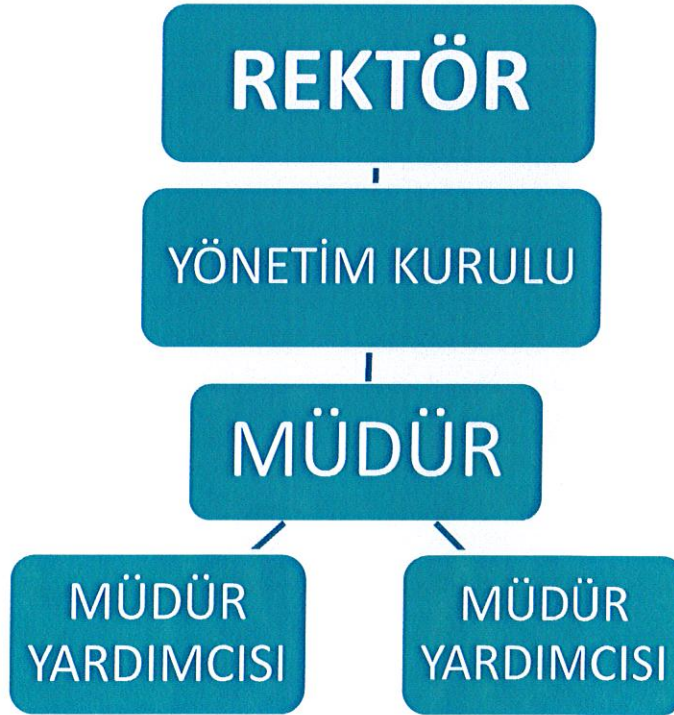 REKTÖR
YÖNETİM KURULU
MÜDÜR
MÜDÜR
YARDIMCISI
MÜDÜR
YARDIMCISI